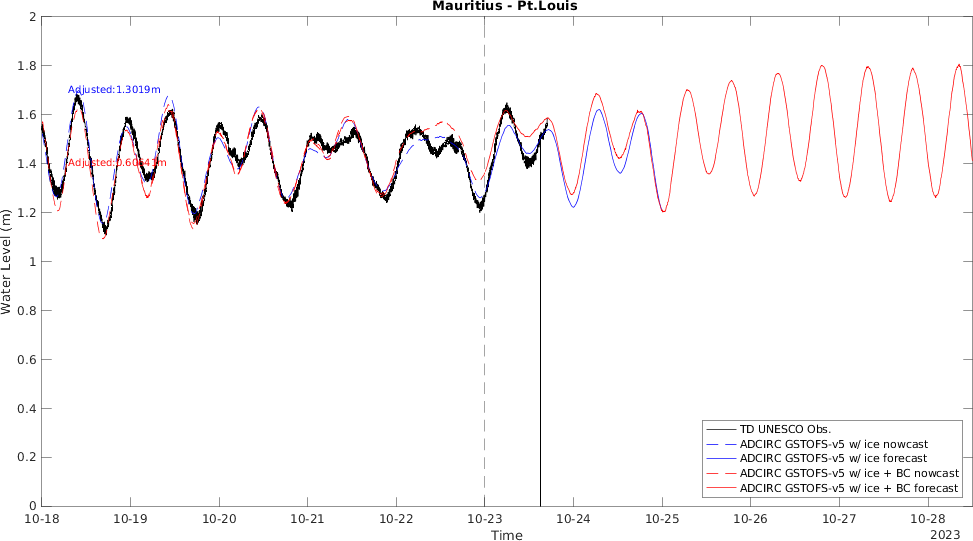 Mauritius - Pt.Louis
2
1.8
1.6
1.4
1.2
1
0.8
0.6
0.4
0.2
0
Water Level (m)
Adjusted:1.3019m
TD UNESCO Obs.
ADCIRC GSTOFS-v5 w/ ice nowcast
ADCIRC GSTOFS-v5 w/ ice forecast
ADCIRC GSTOFS-v5 w/ ice + BC nowcast
ADCIRC GSTOFS-v5 w/ ice + BC forecast
10-18 10-19 10-20 10-21 10-22 10-23 10-24 10-25 10-26 10-27 10-28
2023
Time